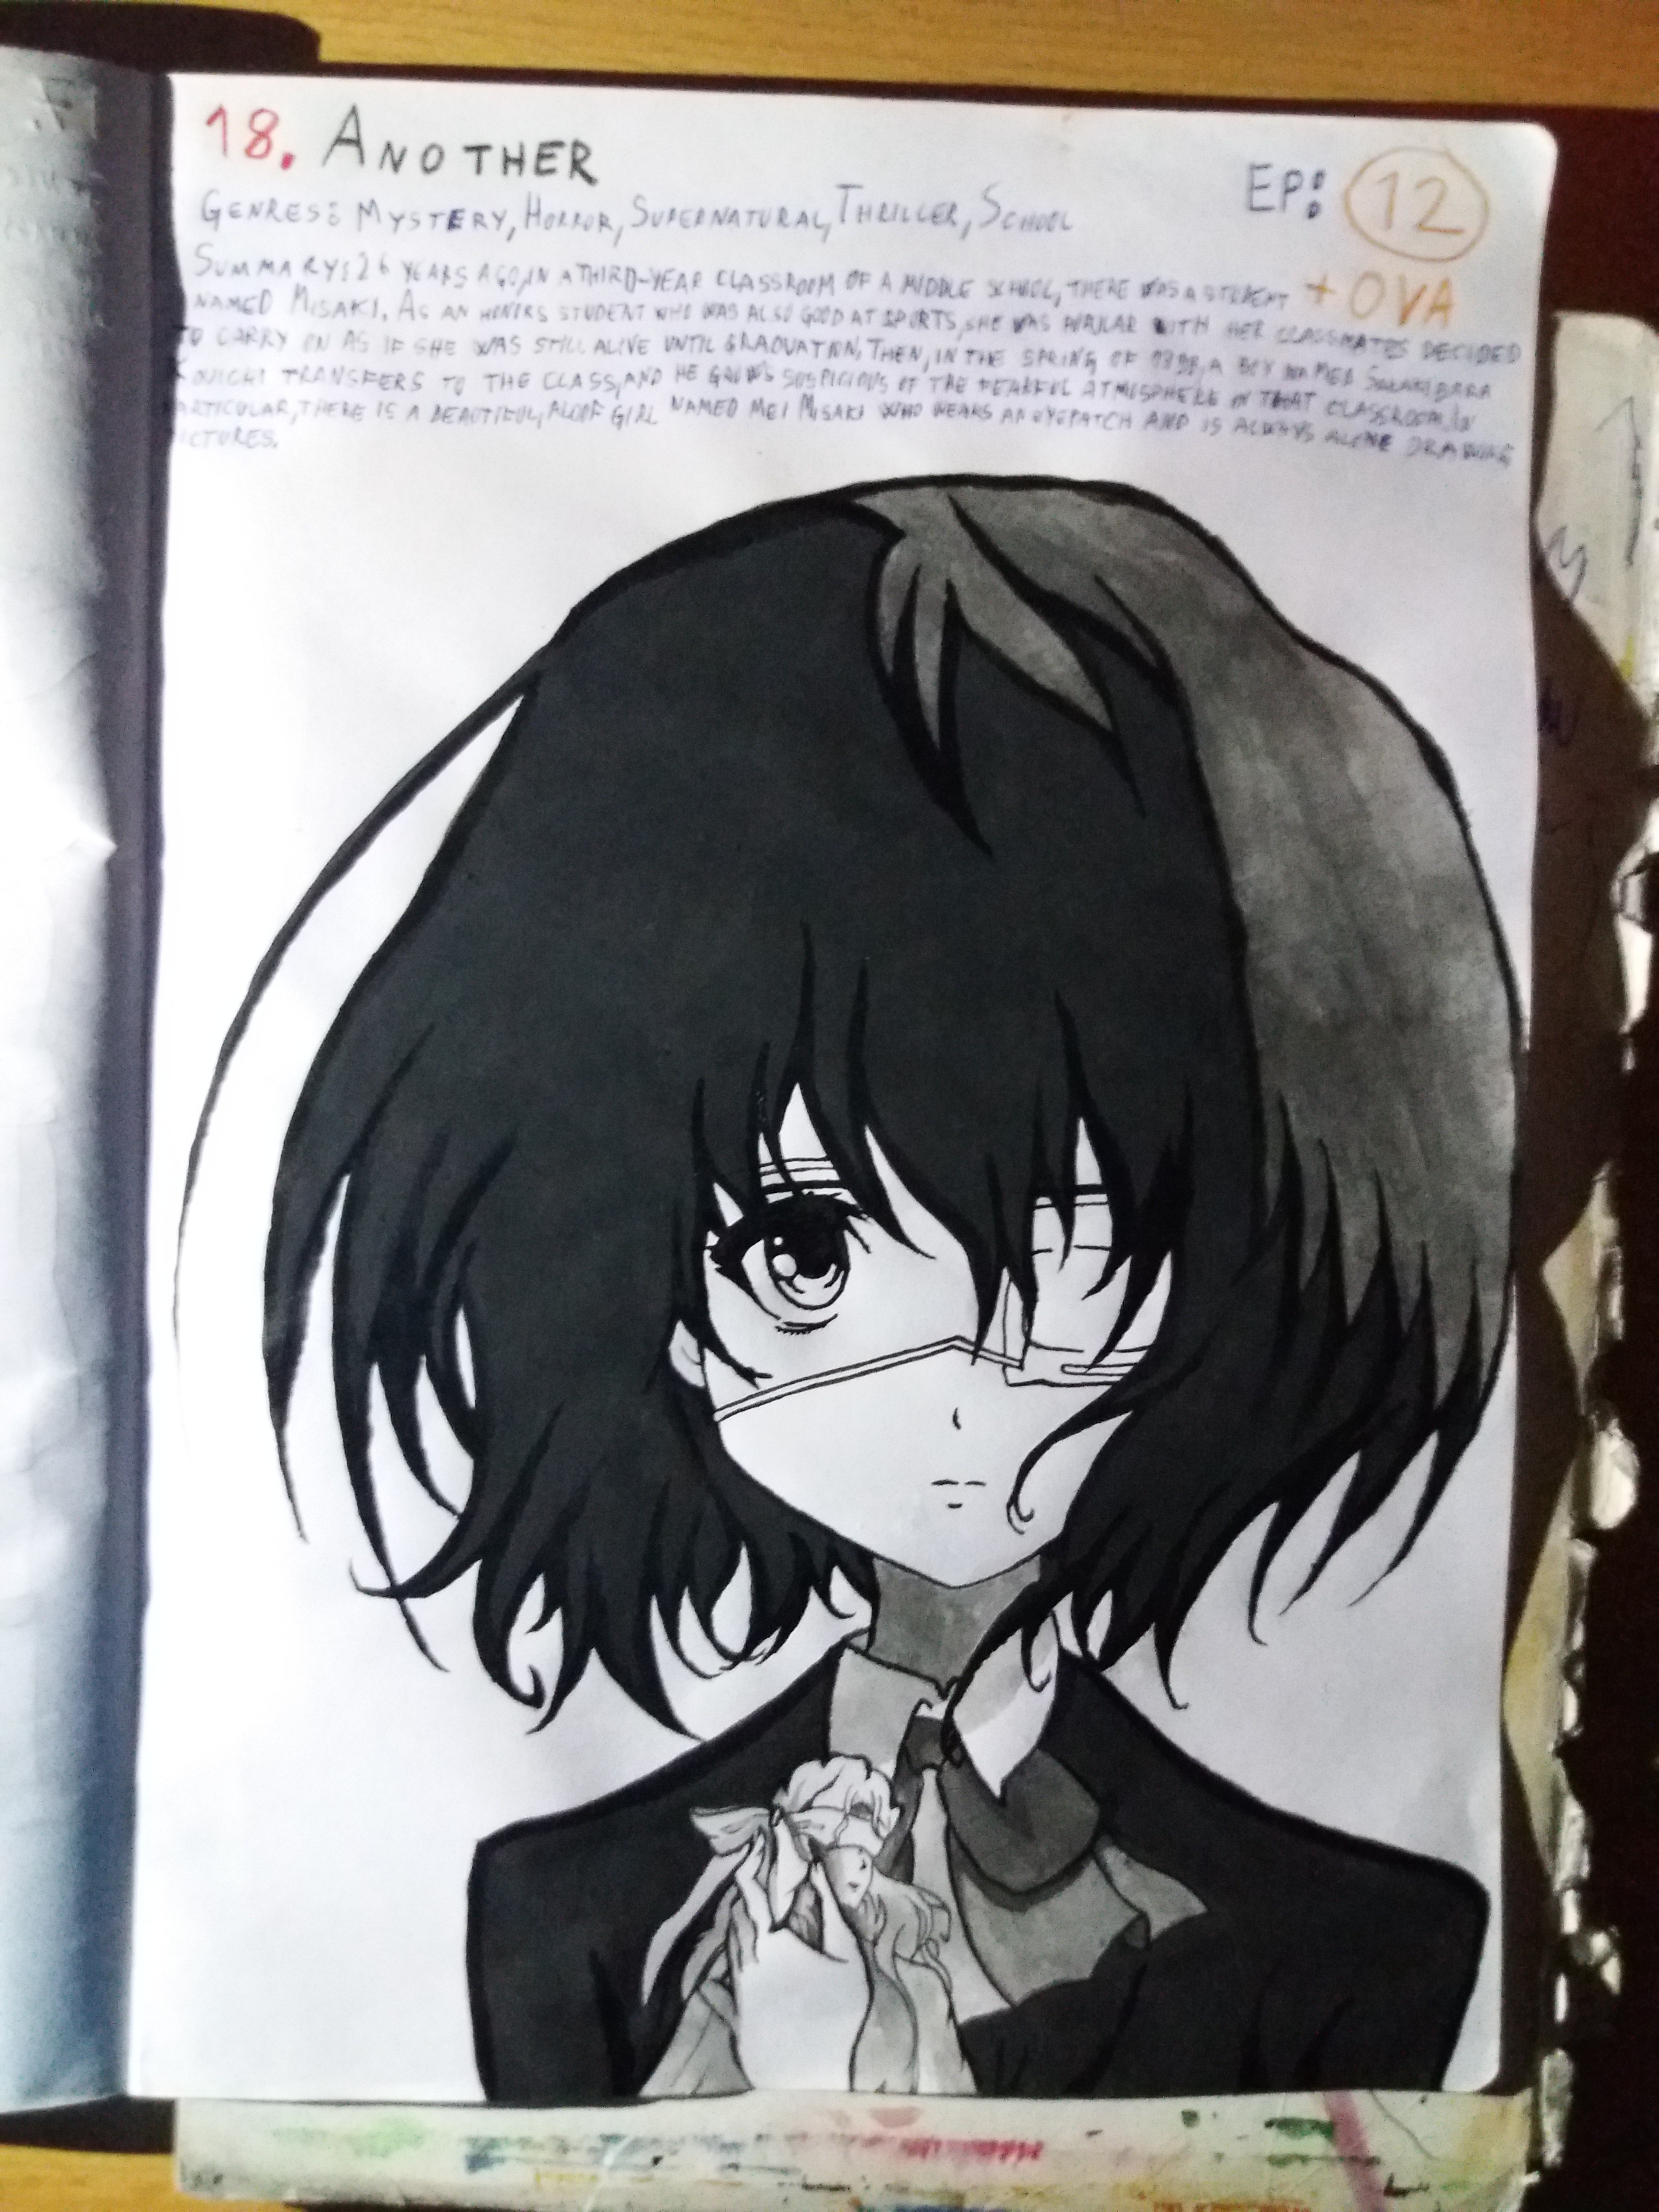 18. ANOTHER
EP: 12
GENRES: MYSTERY, HORROR, SUPERNATURAL, THRILLER, SCHOOL
+ OVA
SUMMARY: 26 YEARS AGO, IN A THIRD-YEAR CLASSROOM OF A MIDDLE SCHOOL, THERE WAS A STUDENT
NAMED MISAKI. AS AN HONORS STUDENT WHO WAS ALSO GOOD AT SPORTS, SHE WAS POPULAR WITH HER CLASSMATES DECIDED
TO CARRY ON AS IF SHE WAS STILL ALIVE UNTIL GRADUATION, THEN, IN THE SPRING OF 1998, A BOY NAMED SAKAKIBARA
KOUICHI TRANSFERS TO THE CLASS, AND HE GROWS SUSPICIOUS OF THE FEARFUL ATMOSPHERE IN THAT CLASSROOM. IN
PARTICULAR, THERE IS A BEAUTIFUL, ALOOF GIRL NAMED MEI MISAKI WHO WEARS AN EYEPATCH AND IS ALWAYS ALONE DRAWING
PICTURES.